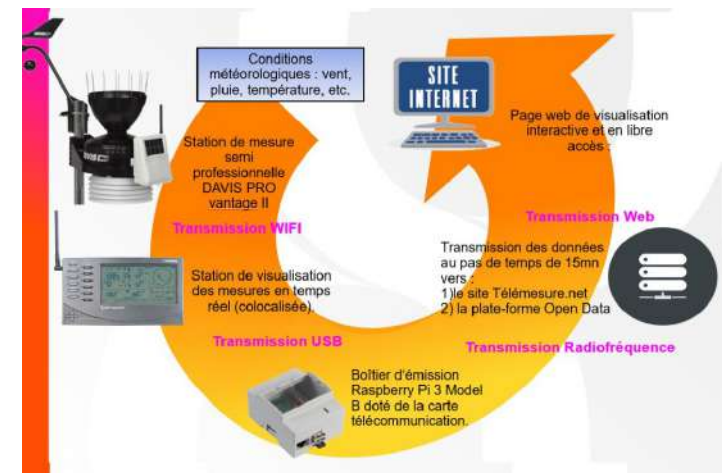 Conditions
météorologiques : vent,
pluie, température, etc.
Station de mesure
semi
professionnelle
DAVIS PRO
vantage II
Transmission WIFI
Station de visualisation
des mesures en temps
réel (colocalisée).
Transmission USB
Boîtier d'émission
Raspberry Pi 3 Model
B doté de la carte
télécommunication.
Transmission Radiofréquence
Transmission des données
au pas de temps de 15mn
vers :
1)le site Télémesure.net
2) la plate-forme Open Data
Transmission Web
Page web de visualisation
interactive et en libre
accès :
SITE
INTERNET